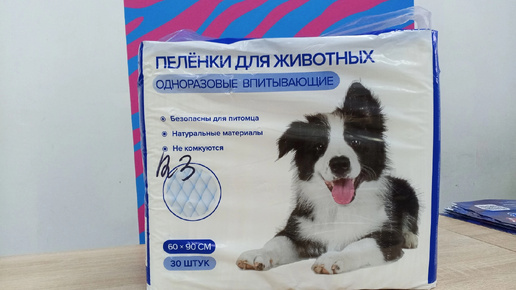 ПЕЛЁНКИ ДЛЯ ЖИВОТНЫХ
ОДНОРАЗОВЫЕ ВПИТЫВАЮЩИЕ
Безопасны для питомца
Натуральные материалы
Не комкуются
60 × 90 СМ
30 ШТУК